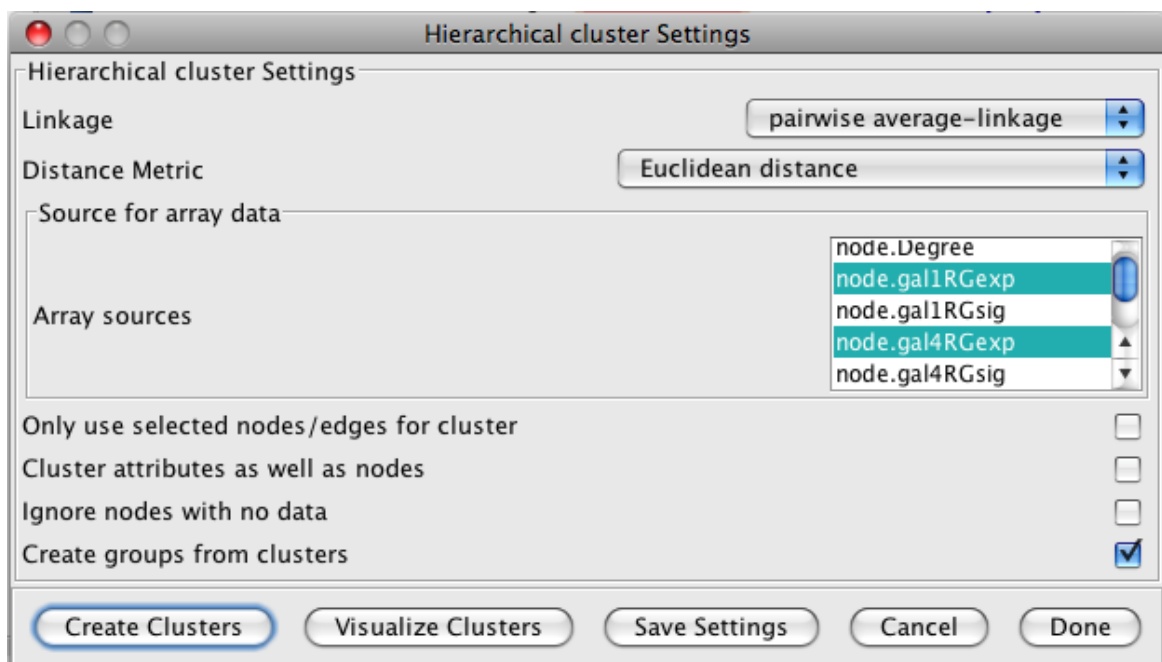 Hierarchical cluster Settings
Hierarchical cluster Settings
Linkage
pairwise average-linkage
Distance Metric
Euclidean distance
Source for array data
Array sources
node.Degree
node.gal1RGexp
node.gal1RGsig
node.gal4RGexp
node.gal4RGsig
Only use selected nodes/edges for cluster
Cluster attributes as well as nodes
Ignore nodes with no data
Create groups from clusters
Create Clusters
Visualize Clusters
Save Settings
Cancel
Done